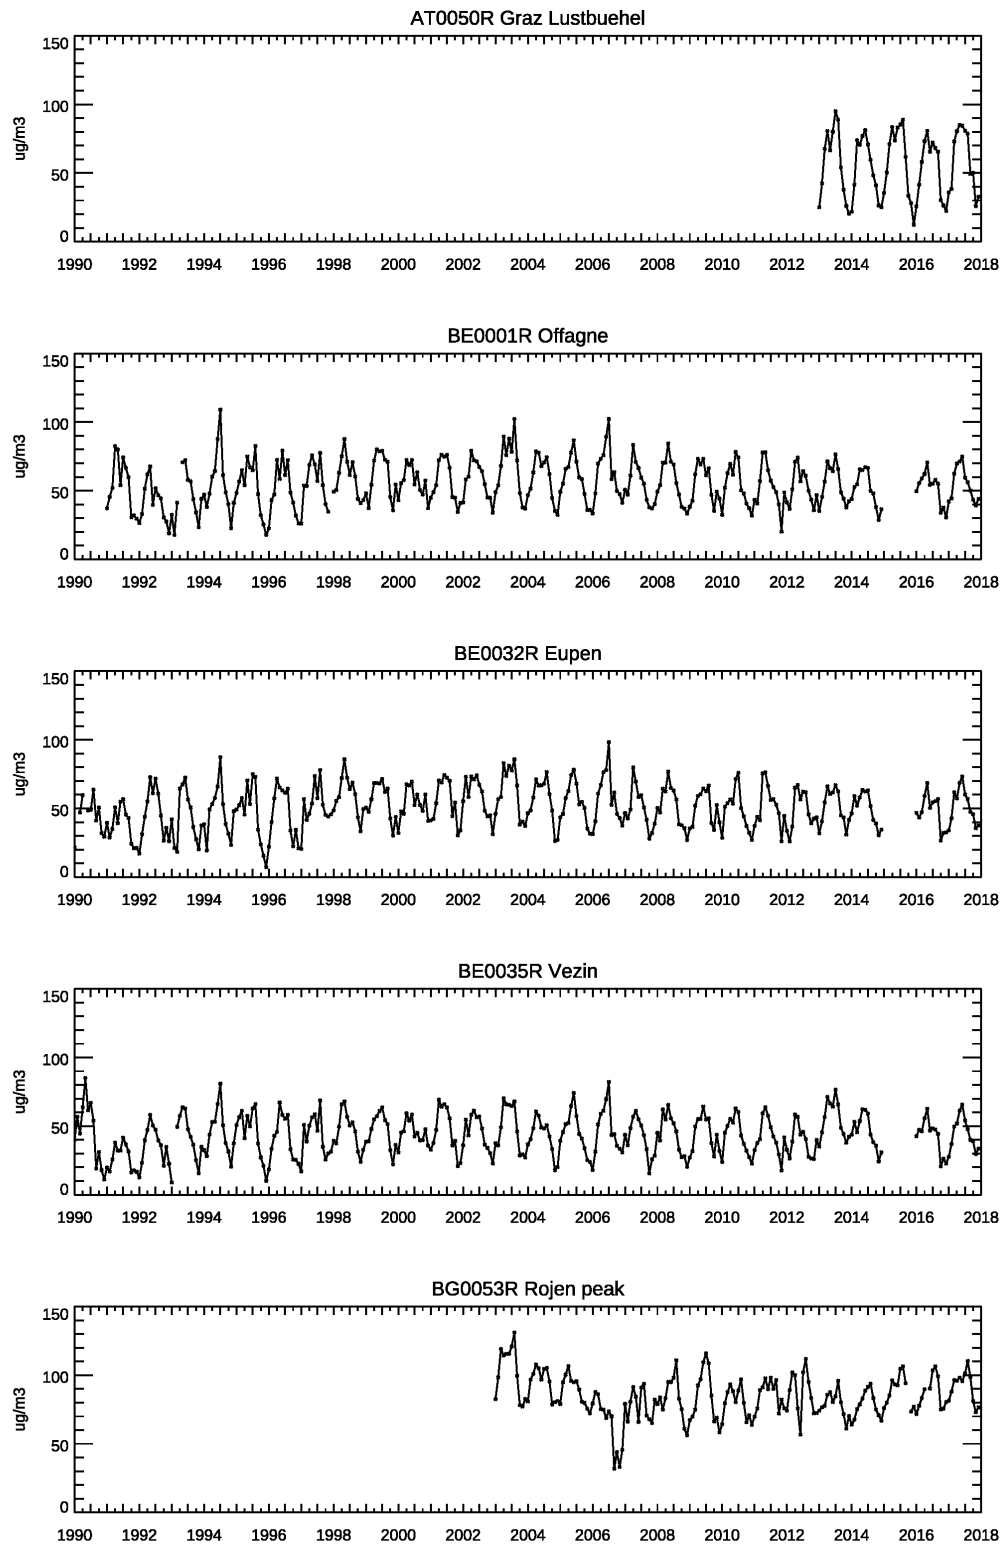 AT0050R Graz Lustbuehel
150
100
50
0
ug/m3
1990 1992 1994 1996 1998 2000 2002 2004 2006 2008 2010 2012 2014 2016 2018
BE0001R Offagne
150
100
50
0
ug/m3
1990 1992 1994 1996 1998 2000 2002 2004 2006 2008 2010 2012 2014 2016 2018
BE0032R Eupen
150
100
50
0
ug/m3
1990 1992 1994 1996 1998 2000 2002 2004 2006 2008 2010 2012 2014 2016 2018
BE0035R Vezin
150
100
50
0
ug/m3
1990 1992 1994 1996 1998 2000 2002 2004 2006 2008 2010 2012 2014 2016 2018
BG0053R Rojen peak
150
100
50
0
ug/m3
1990 1992 1994 1996 1998 2000 2002 2004 2006 2008 2010 2012 2014 2016 2018